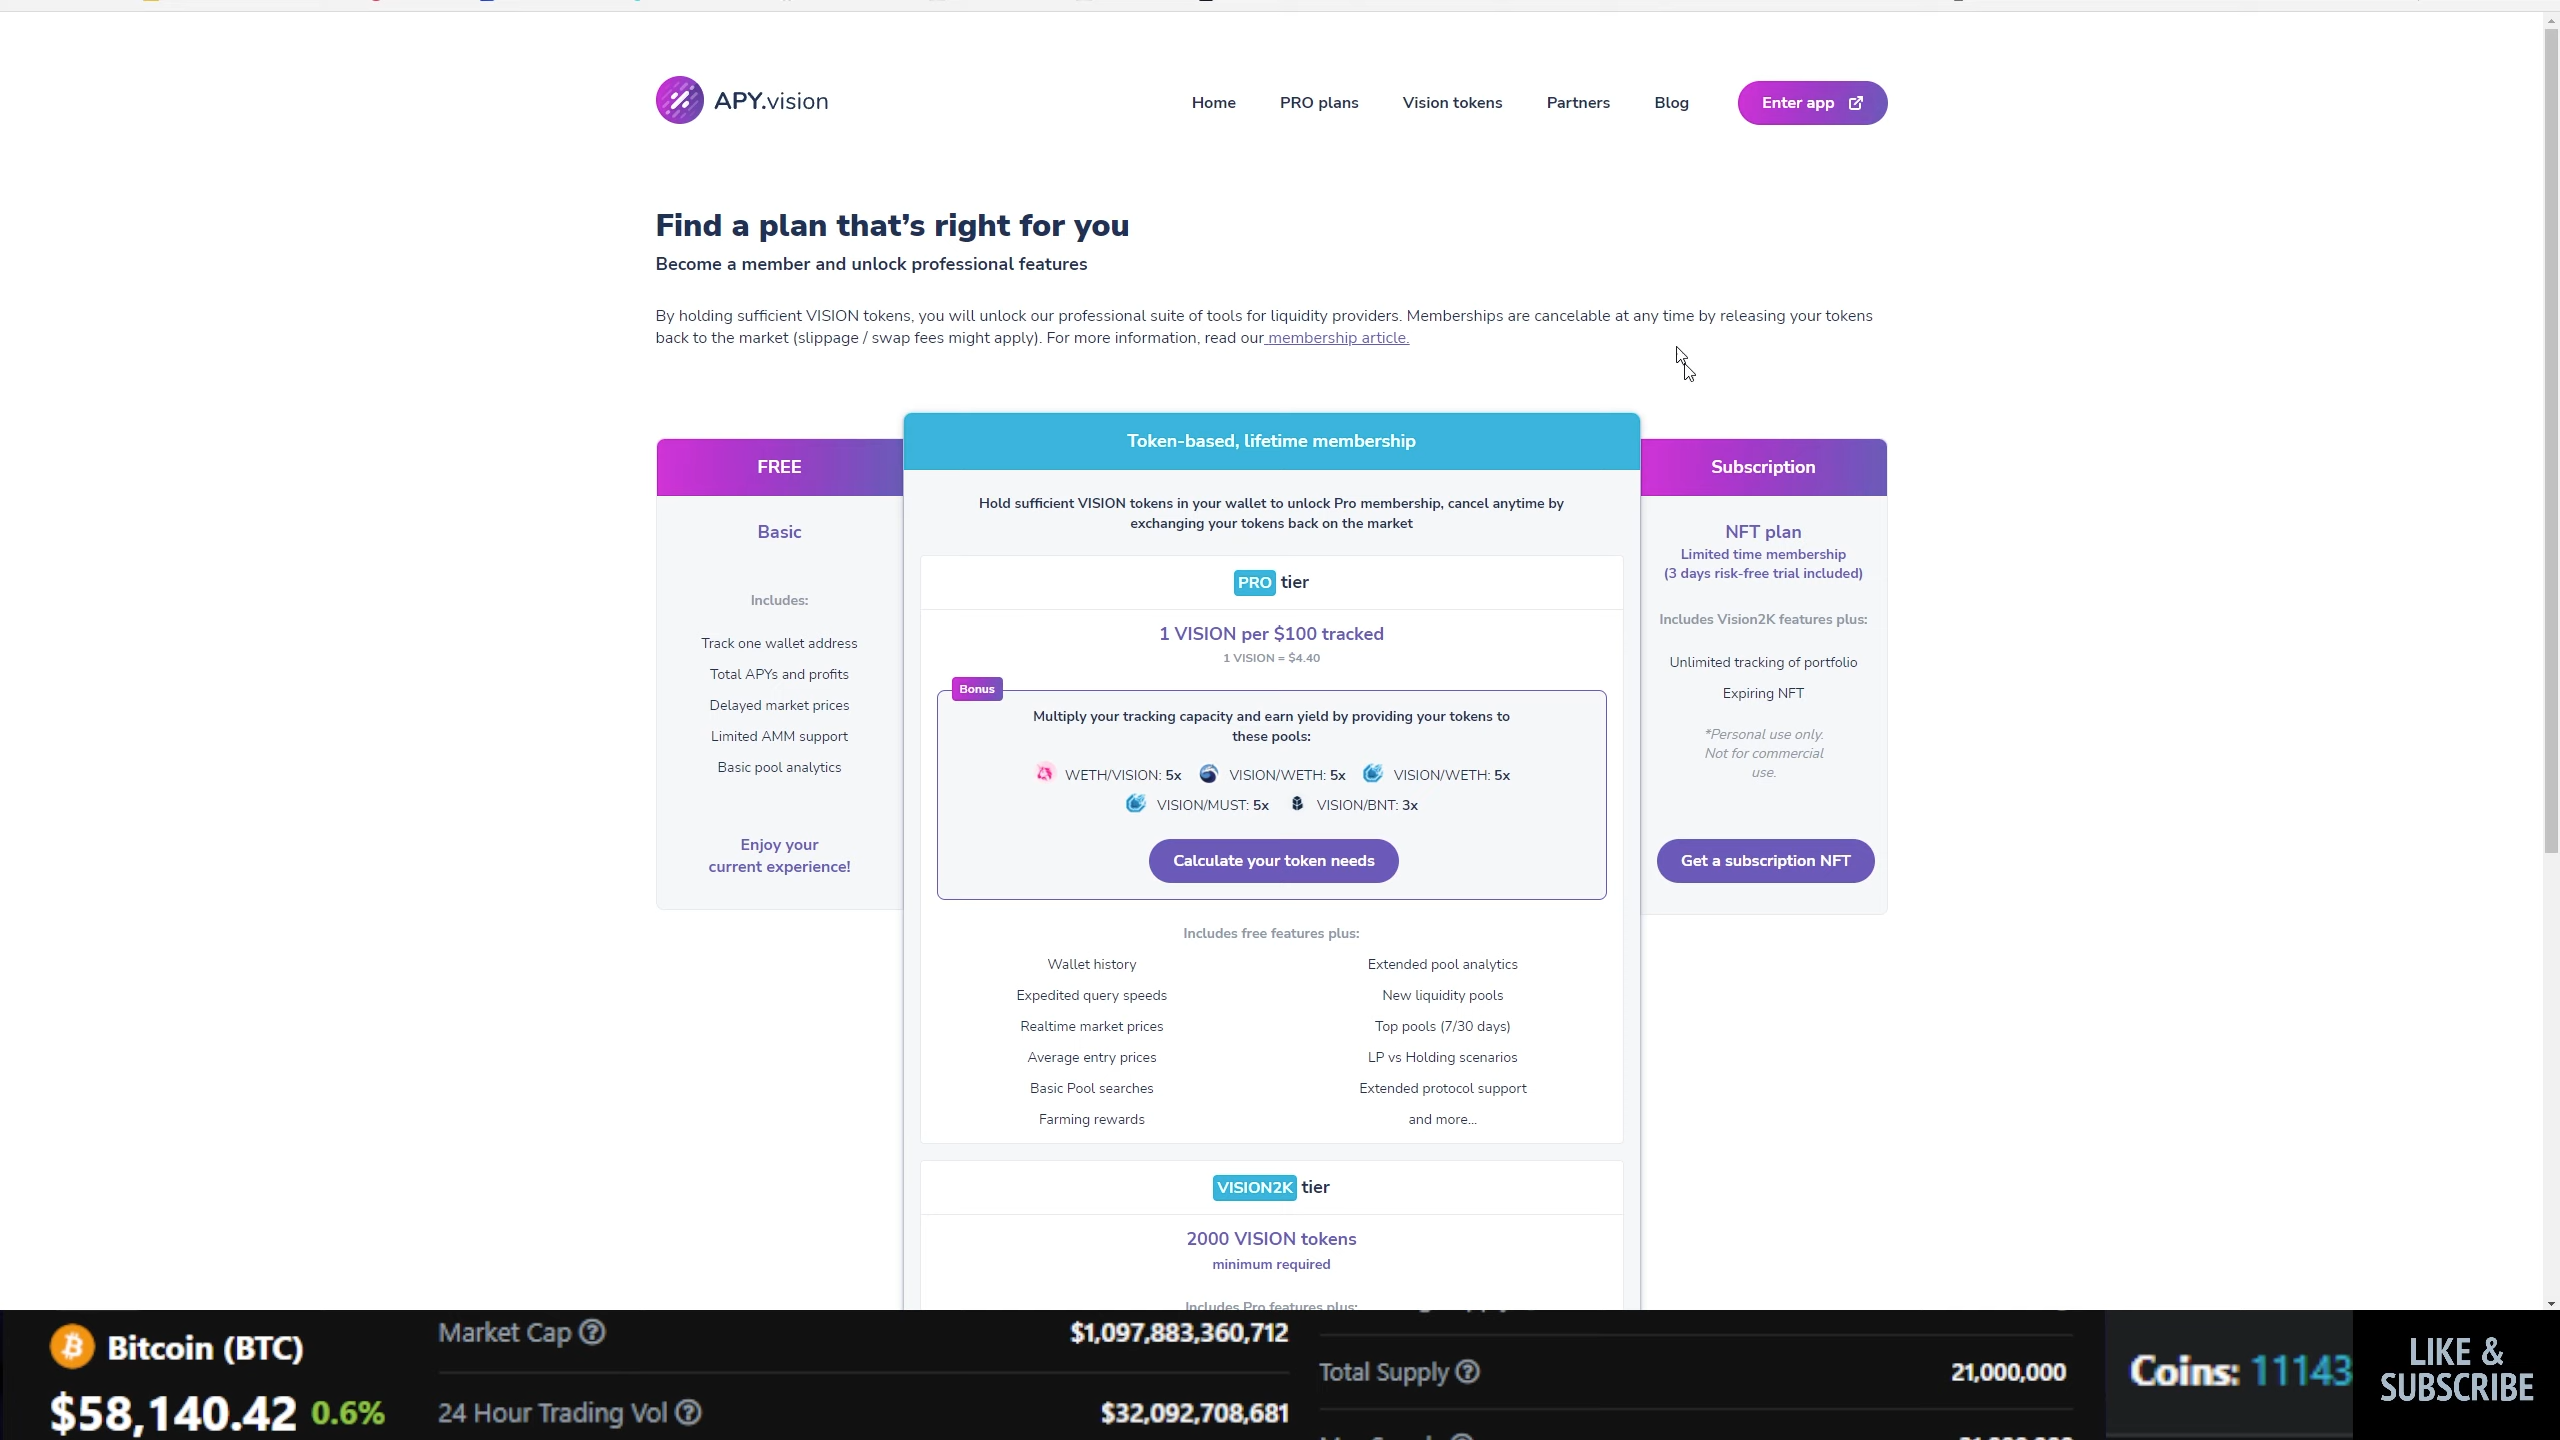 APY.vision
Home
PRO plans
Vision tokens
Partners
Blog
Enter app
Find a plan that’s right for you
Become a member and unlock professional features
By holding sufficient VISION tokens, you will unlock our professional suite of tools for liquidity providers. Memberships are cancelable at any time by releasing your tokens
back to the market (slippage / swap fees might apply). For more information, read our membership article.
FREE
Basic
Includes:
Track one wallet address
Total APYs and profits
Delayed market prices
Limited AMM support
Basic pool analytics
Enjoy your
current experience!
Token-based, lifetime membership
Hold sufficient VISION tokens in your wallet to unlock Pro membership, cancel anytime by
exchanging your tokens back on the market
PRO tier
1 VISION per $100 tracked
1 VISION = $4.40
Bonus
Multiply your tracking capacity and earn yield by providing your tokens to
these pools:
WETH/VISION: 5x VISION/WETH: 5x VISION/WETH: 5x
VISION/MUST: 5x VISION/BNT: 3x
Calculate your token needs
Includes free features plus:
Wallet history
Expedited query speeds
Realtime market prices
Average entry prices
Basic Pool searches
Farming rewards
Extended pool analytics
New liquidity pools
Top pools (7/30 days)
LP vs Holding scenarios
Extended protocol support
and more...
VISION2K tier
2000 VISION tokens
minimum required
Includes Pro features plus:
Subscription
NFT plan
Limited time membership
(3 days risk-free trial included)
Includes Vision2K features plus:
Unlimited tracking of portfolio
Expiring NFT
*Personal use only.
Not for commercial
use.
Get a subscription NFT
Bitcoin (BTC)
$58,140.42 0.6%
Market Cap
$1,097,883,360,712
24 Hour Trading Vol
$32,092,708,681
Total Supply
21,000,000
Coins: 11143
LIKE &
SUBSCRIBE